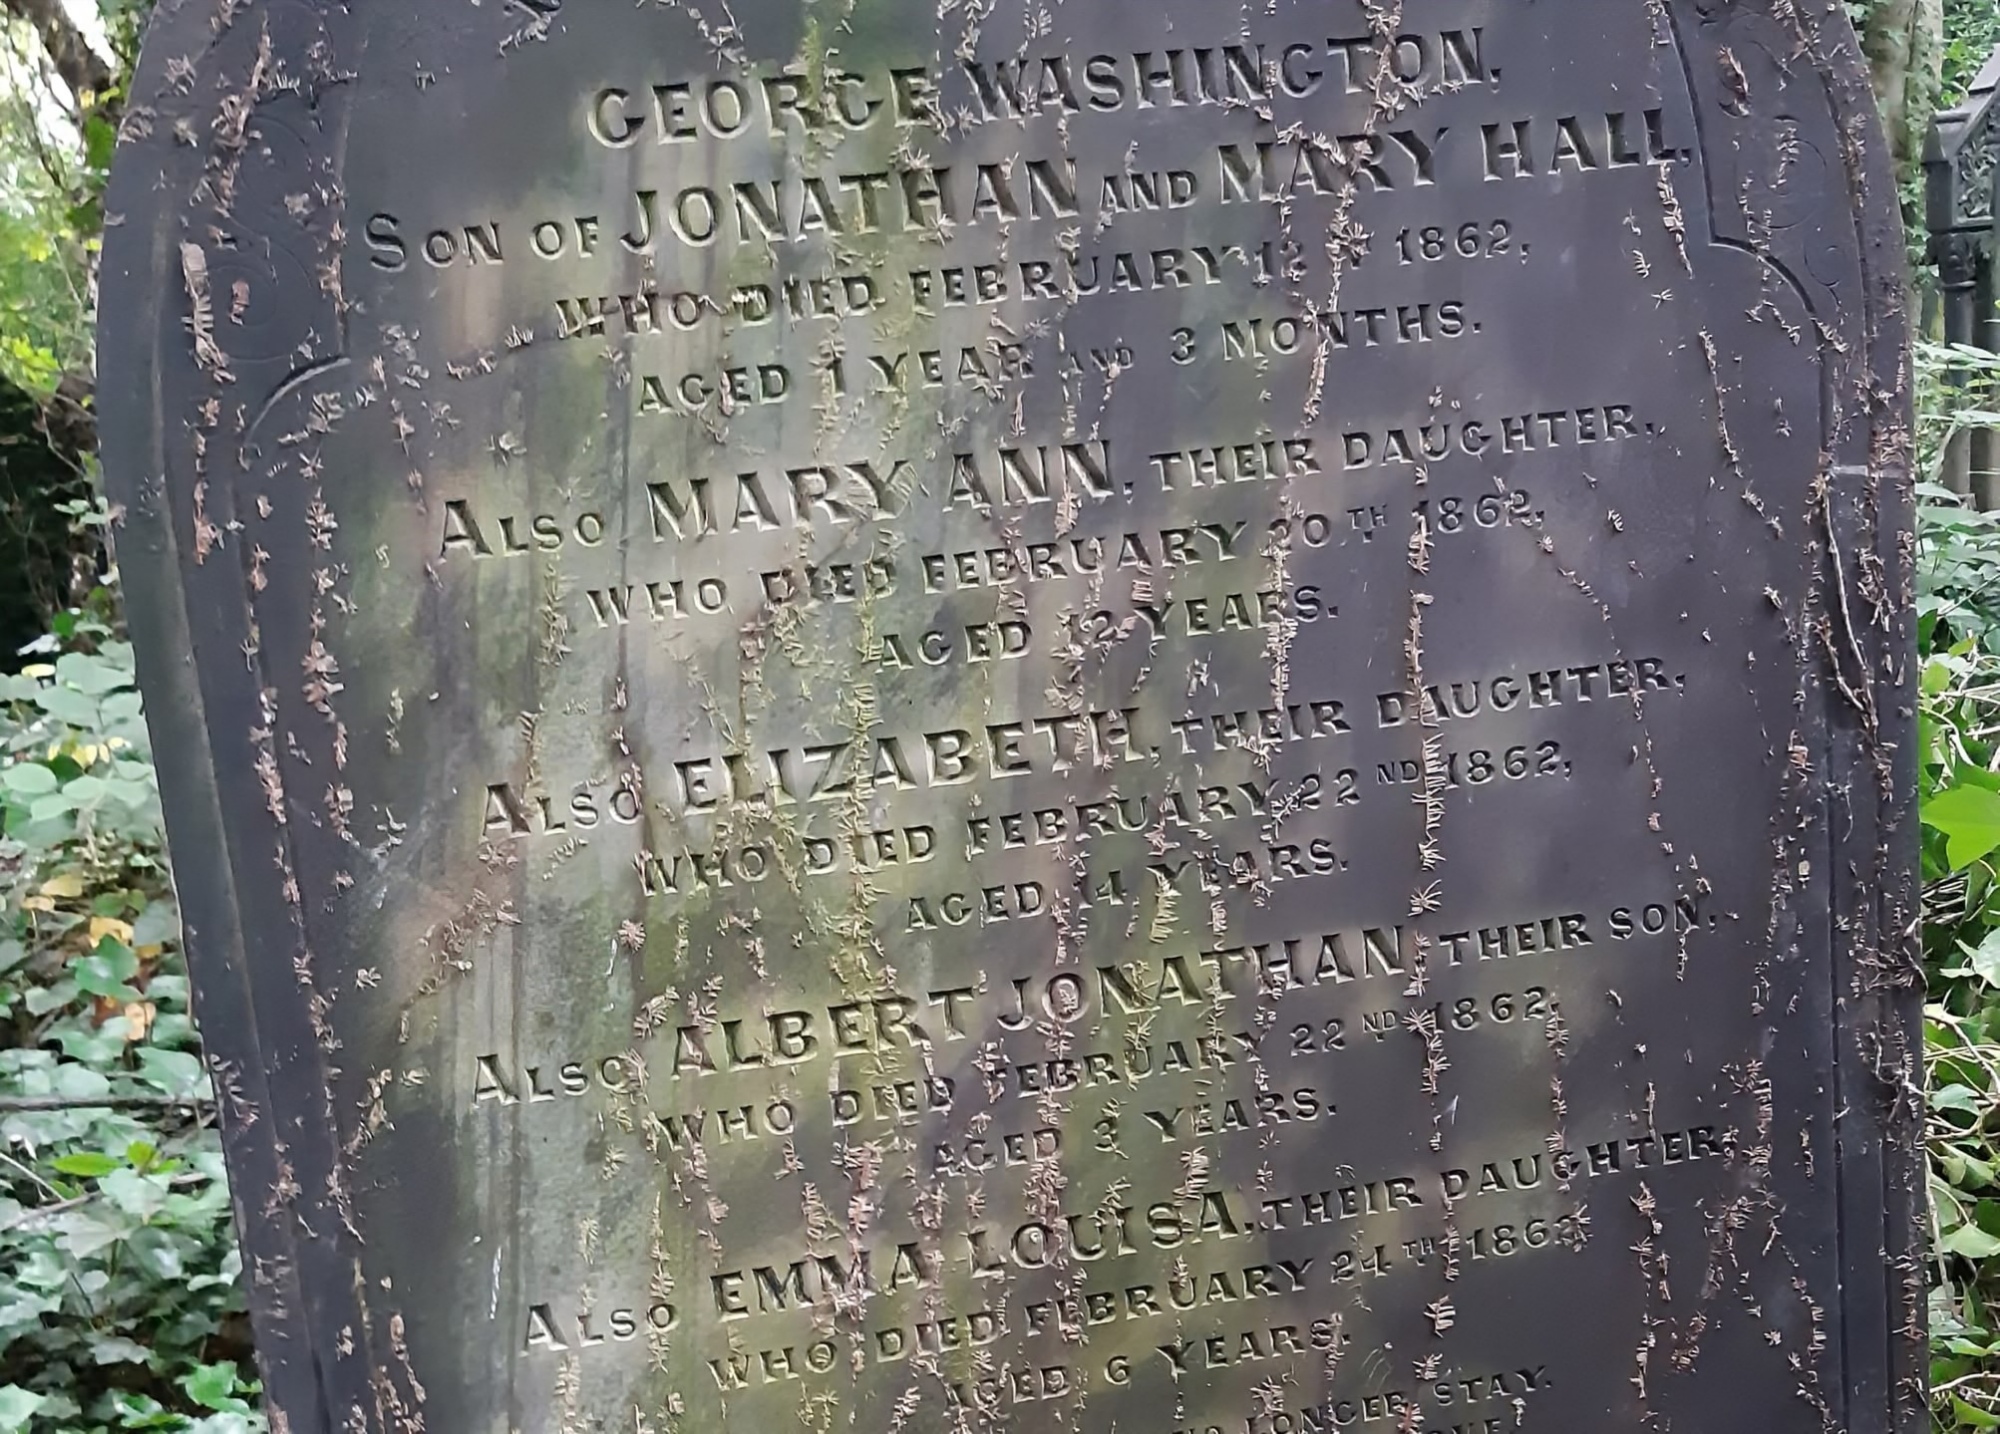 GEORGE WASHINGTON,
SON OF JONATHAN AND MARY HALL,
WHO DIED FEBRUARY 1862,
AGED 1 YEAR AND 3 MONTHS.
ALSO MARY ANN, THEIR DAUGHTER,
WHO DIED FEBRUARY 20TH 1862,
AGED 12 YEARS.
ALSO ELIZABETH, THEIR DAUGHTER,
WHO DIED FEBRUARY 22ND 1862,
AGED 14 YEARS.
ALSO ALBERT JONATHAN, THEIR SON,
WHO DIED FEBRUARY 22ND 1862,
AGED 3 YEARS.
ALSO EMMA LOUISA, THEIR DAUGHTER,
WHO DIED FEBRUARY 24TH 1862
AGED 6 YEARS.
NO LONGER STAY.